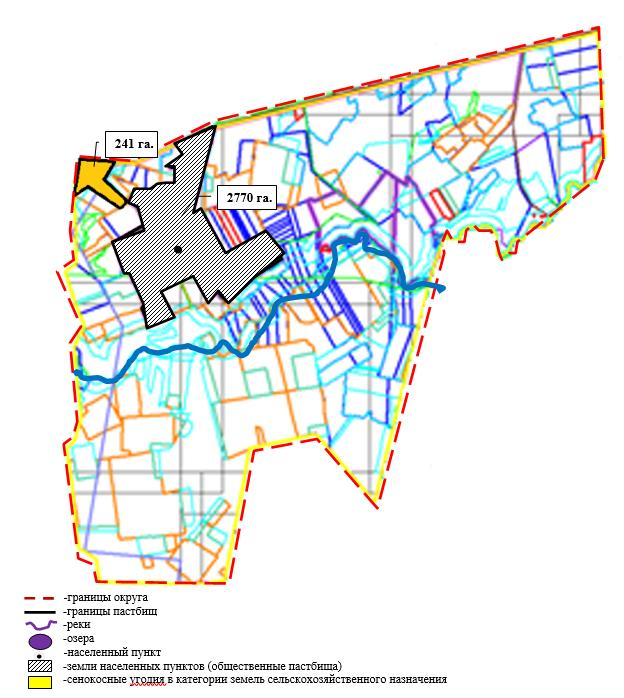 241 га.
2770 га.
-границы округа
-границы пастбищ
-реки
-озера
-населенный пункт
-земли населенных пунктов (общественные пастбища)
-сенокосные угодия в категории земель сельскохозяйственного назначения